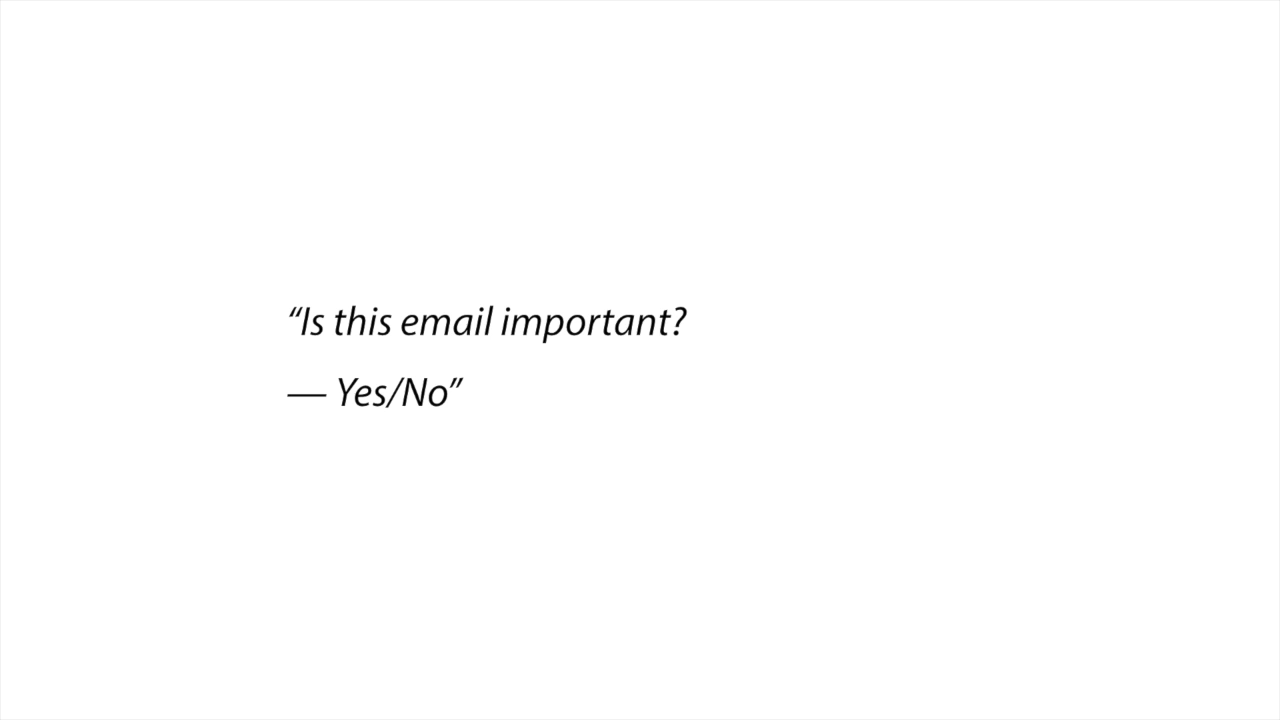 “Is this email important?
— Yes/No”